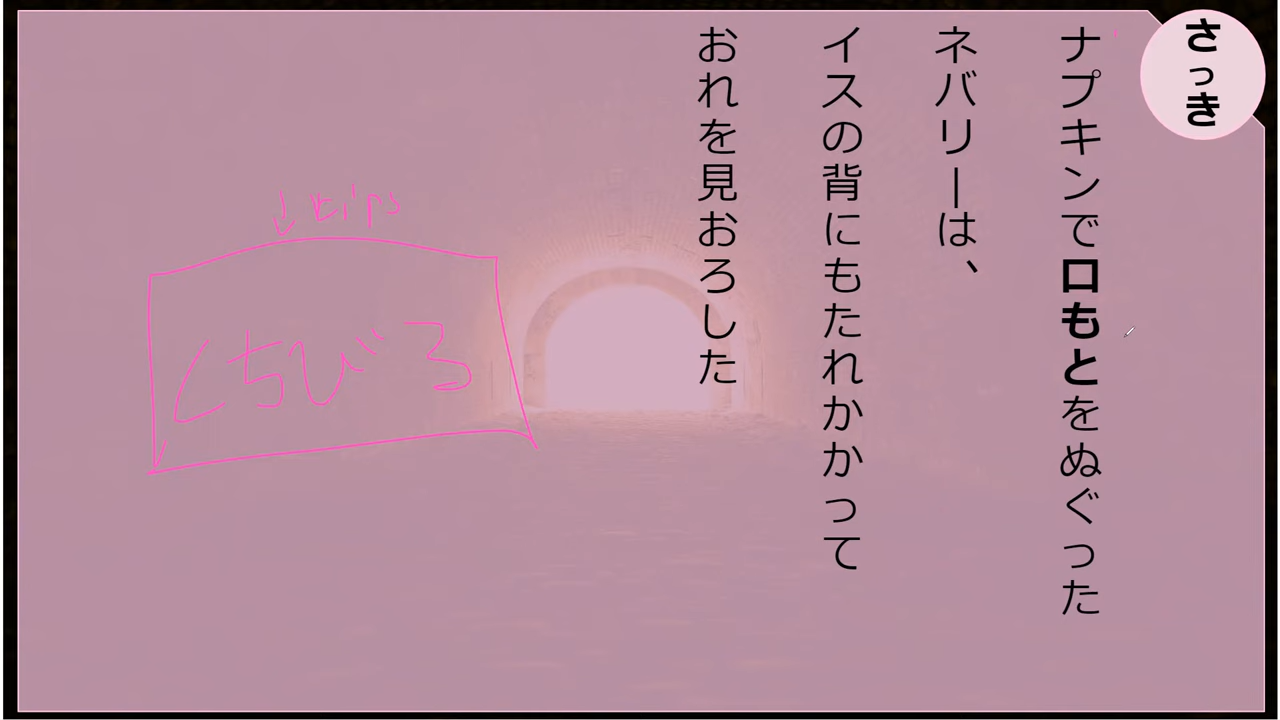 さっき
ナプキンで口もとをぬぐった
ネバリーは、
イスの背にもたれかかって
おれを見おろした
くちびる